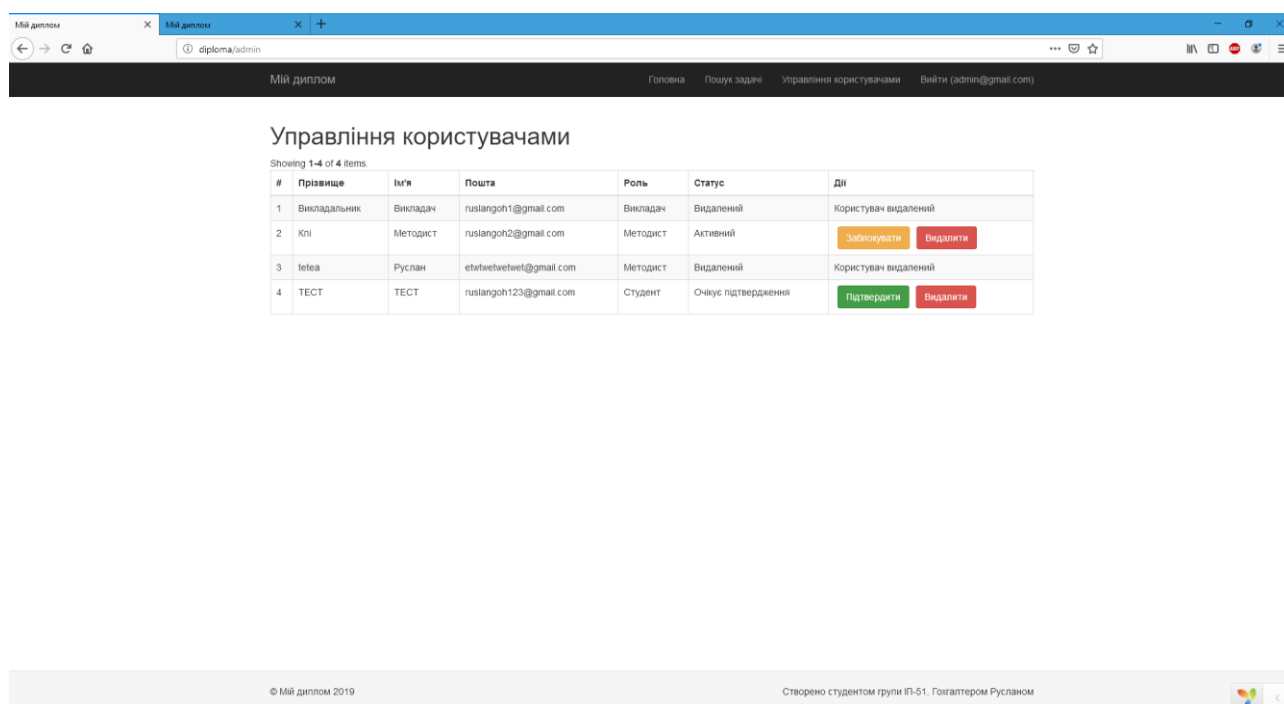 Мій диплом Мій диплом
diploma/admin
Мій диплом Головна Пошук задачі Управління користувачами Вийти (admin@gmail.com)
Управління користувачами
Showing 1-4 of 4 items.
# Прізвище Ім'я Пошта Роль Статус Дії
1 Викладальник Викладач ruslangoh1@gmail.com Викладач Видалений Користувач видалений
2 Кпі Методист ruslangoh2@gmail.com Методист Активний Заблокувати Видалити
3 tetea Руслан etwtwetwetwet@gmail.com Методист Видалений Користувач видалений
4 ТЕСТ ТЕСТ ruslangoh123@gmail.com Студент Очікує підтвердження Підтвердити Видалити
© Мій диплом 2019 Створено студентом групи ІП-51, Гохгалтером Русланом